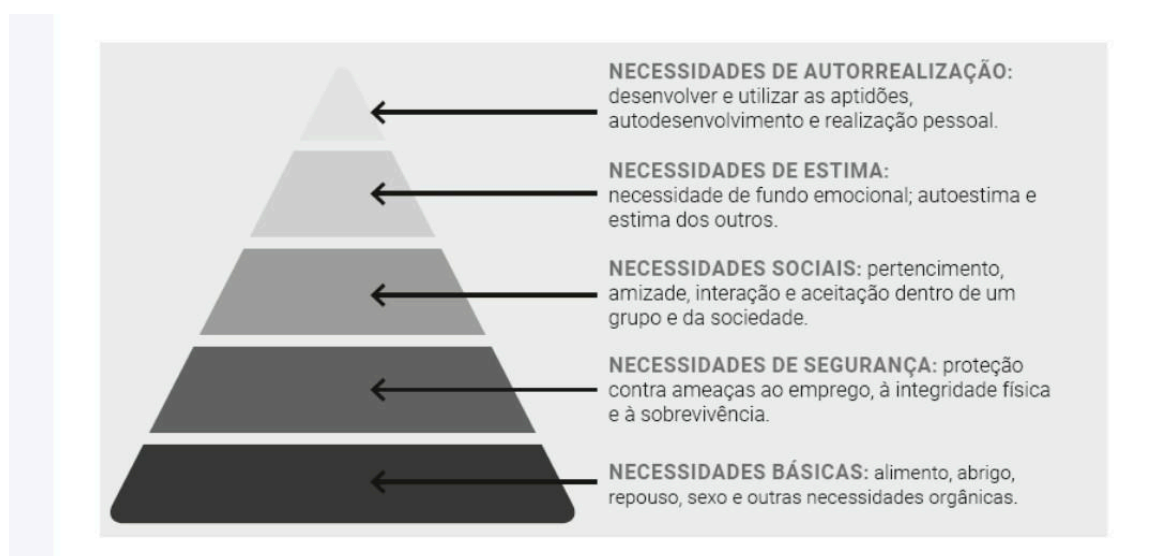 NECESSIDADES DE AUTORREALIZAÇÃO:
desenvolver e utilizar as aptidões,
autodesenvolvimento e realização pessoal.
NECESSIDADES DE ESTIMA:
necessidade de fundo emocional; autoestima e
estima dos outros.
NECESSIDADES SOCIAIS: pertencimento,
amizade, interação e aceitação dentro de um
grupo e da sociedade.
NECESSIDADES DE SEGURANÇA: proteção
contra ameaças ao emprego, à integridade física
e à sobrevivência.
NECESSIDADES BÁSICAS: alimento, abrigo,
repouso, sexo e outras necessidades orgânicas.